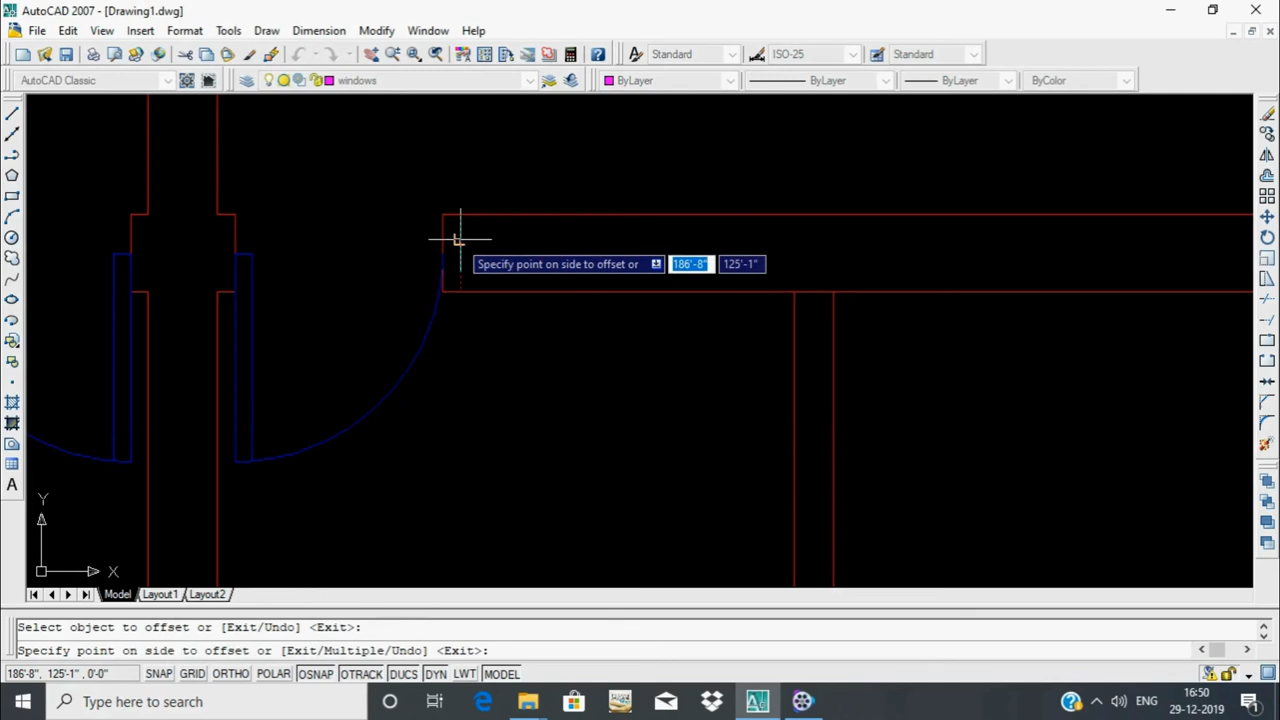 AutoCAD 2007 - [Drawing1.dwg]
File Edit View Insert Format Tools Draw Dimension Modify Window Help
Standard ISO-25 Standard
AutoCAD Classic windows ByLayer ByLayer ByLayer ByColor
Specify point on side to offset or 186'-8" 125'-1"
Y
X
Model Layout1 Layout2
A
Select object to offset or [Exit/Undo] <Exit>:
Specify point on side to offset or [Exit/Multiple/Undo] <Exit>:
186'-8", 125'-1" , 0'-0" SNAP GRID ORTHO POLAR OSNAP OTRACK DUCS DYN LWT MODEL
Type here to search
ENG
16:50
29-12-2019